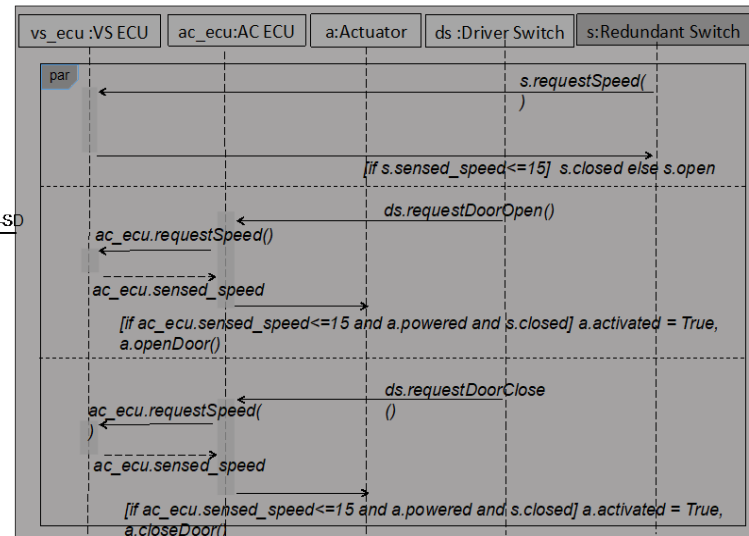 vs_ecu :VS ECU
ac_ecu:AC ECU
a:Actuator
ds :Driver Switch
s:Redundant Switch
par
s.requestSpeed(
)
[if s.sensed_speed<=15] s.closed else s.open
SD
ds.requestDoorOpen()
ac_ecu.requestSpeed()
ac_ecu.sensed_speed
[if ac_ecu.sensed_speed<=15 and a.powered and s.closed] a.activated = True,
a.openDoor()
ds.requestDoorClose
()
ac_ecu.requestSpeed(
)
ac_ecu.sensed_speed
[if ac_ecu.sensed_speed<=15 and a.powered and s.closed] a.activated = True,
a.closeDoor()